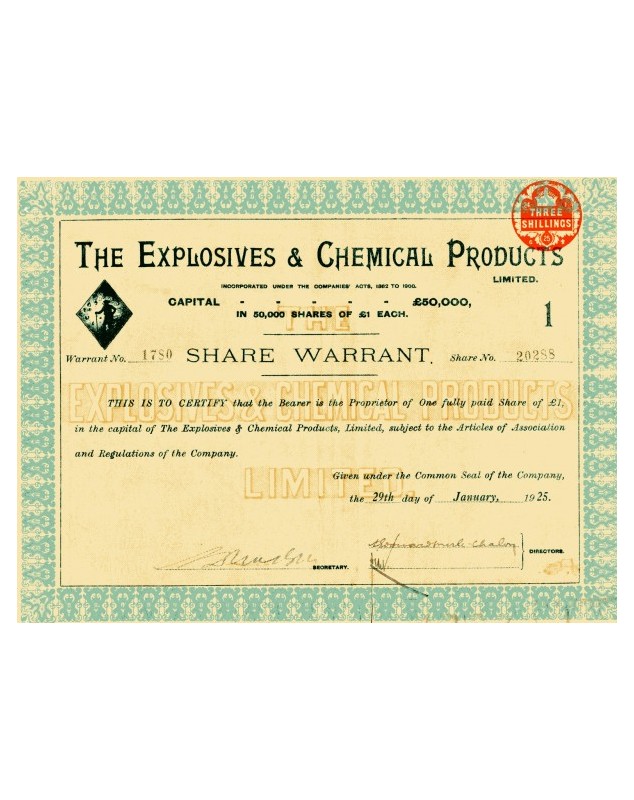 THREE
SHILLINGS
THE EXPLOSIVES & CHEMICAL PRODUCTS
LIMITED.
INCORPORATED UNDER THE COMPANIES' ACTS, 1862 TO 1900.
CAPITAL - - - - - £50,000,
IN 50,000 SHARES OF £1 EACH.
1
THE
Warrant No. 1780 SHARE WARRANT. Share No. 20288
EXPLOSIVES & CHEMICAL PRODUCTS
THIS IS TO CERTIFY that the Bearer is the Proprietor of One fully paid Share of £1,
in the capital of The Explosives & Chemical Products, Limited, subject to the Articles of Association
and Regulations of the Company.
LIMITED.
Given under the Common Seal of the Company,
the 29th day of January, 1925.
SECRETARY.
DIRECTORS.